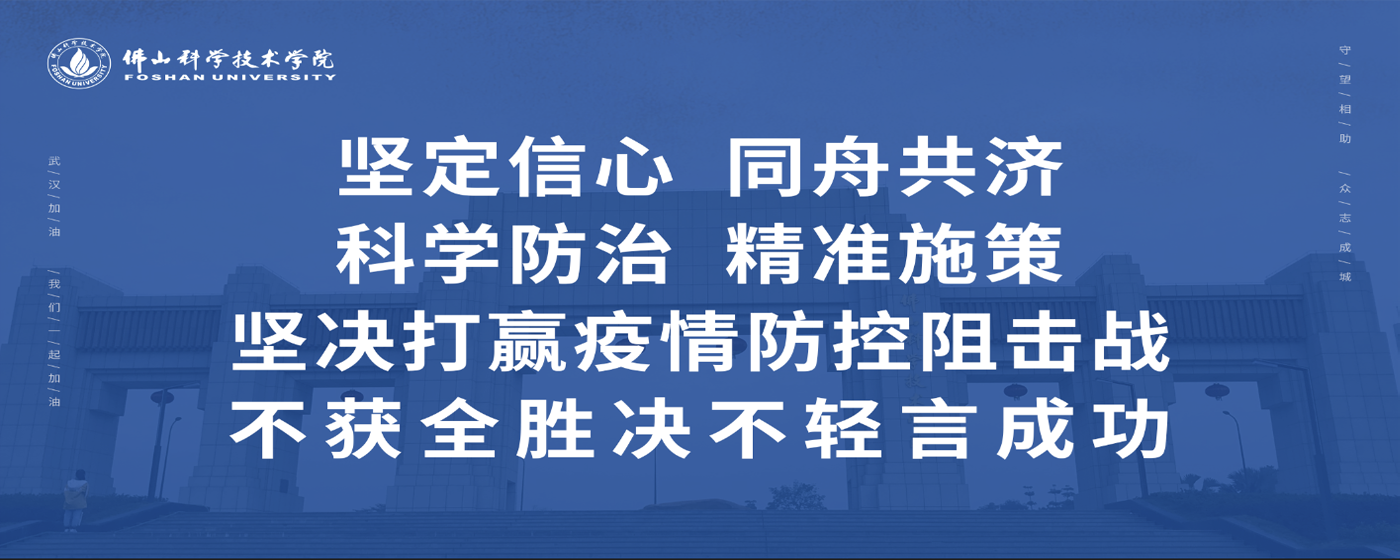 佛山科学技术学院
FOSHAN UNIVERSITY
坚定信心 同舟共济
科学防治 精准施策
坚决打赢疫情防控阻击战
不获全胜决不轻言成功
武/汉/加/油 /我/们/一/起/加/油
守/望/相/助 /众/志/成/城